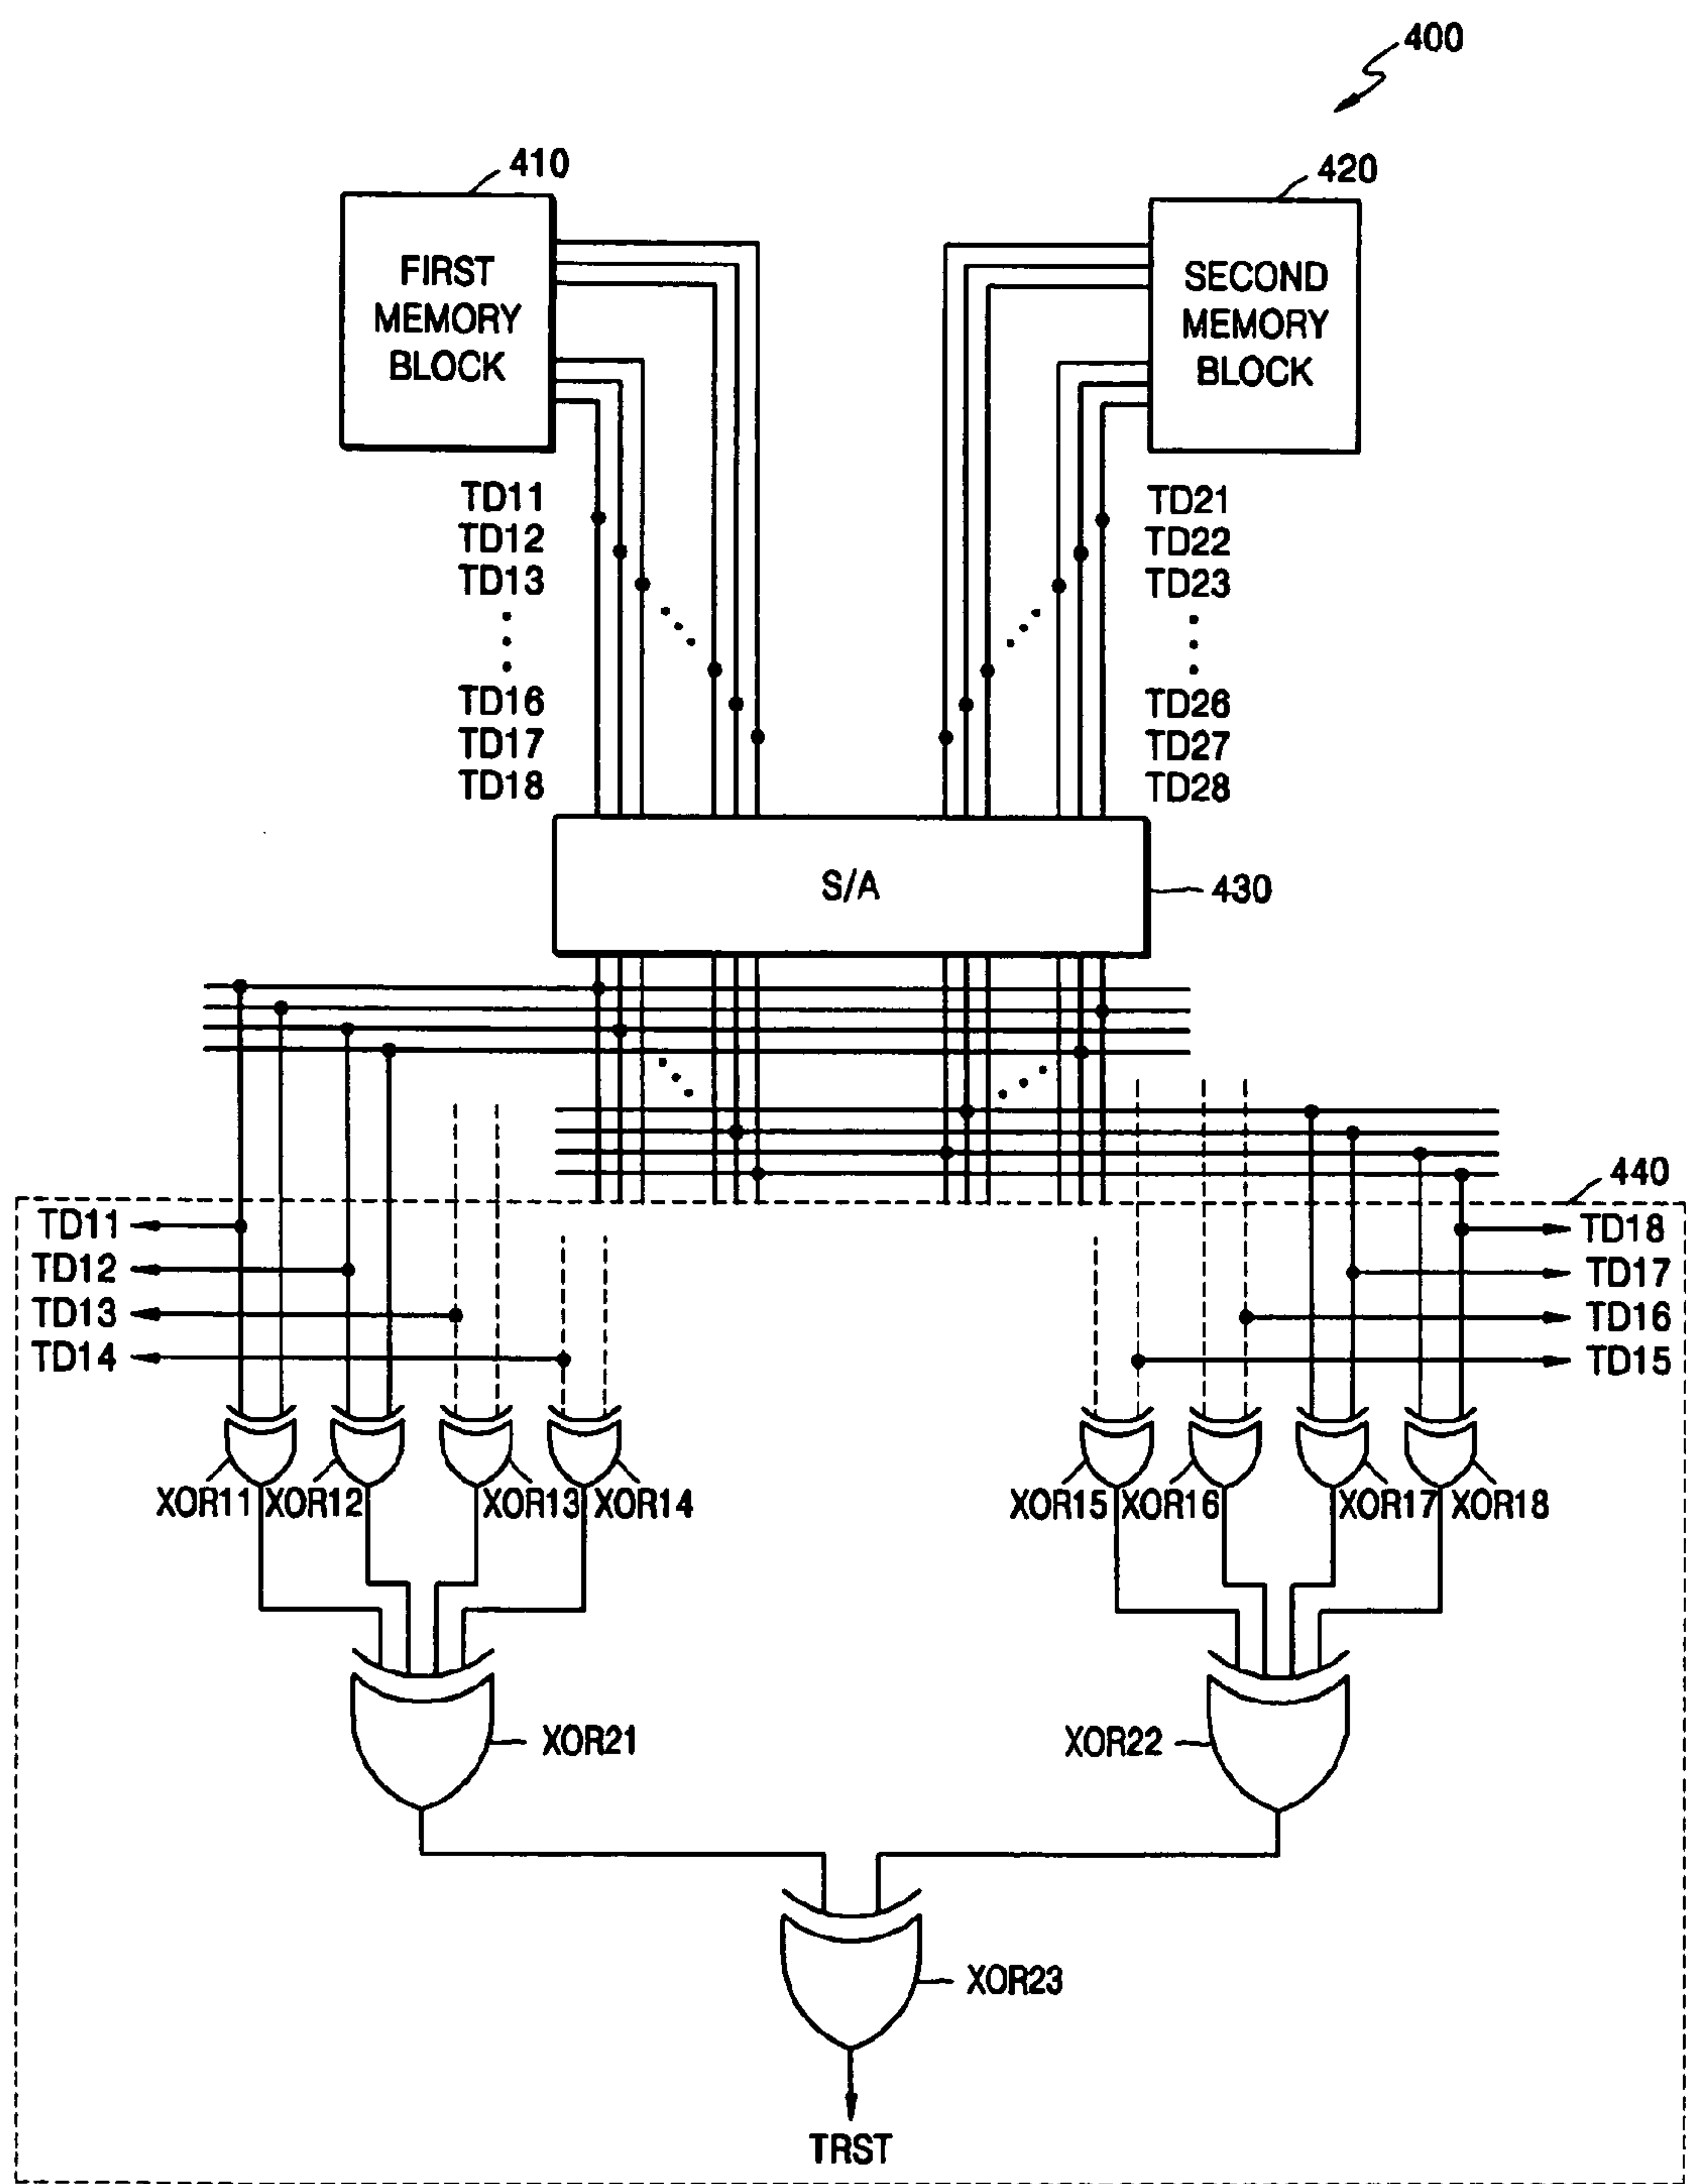 400
410
420
FIRST
MEMORY
BLOCK
SECOND
MEMORY
BLOCK
TD11
TD12
TD13
TD16
TD17
TD18
TD21
TD22
TD23
TD26
TD27
TD28
S/A
430
440
TD11
TD12
TD13
TD14
TD18
TD17
TD16
TD15
XOR11 XOR12 XOR13 XOR14
XOR15 XOR16 XOR17 XOR18
XOR21
XOR22
XOR23
TRST